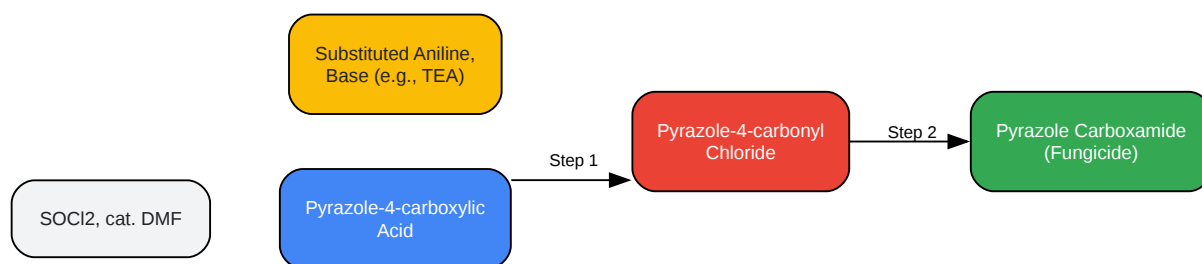 Substituted Aniline,
Base (e.g., TEA)
Pyrazole-4-carbonyl
Chloride
Step 2
Pyrazole Carboxamide
(Fungicide)
Step 1
SOCl2, cat. DMF
Pyrazole-4-carboxylic
Acid